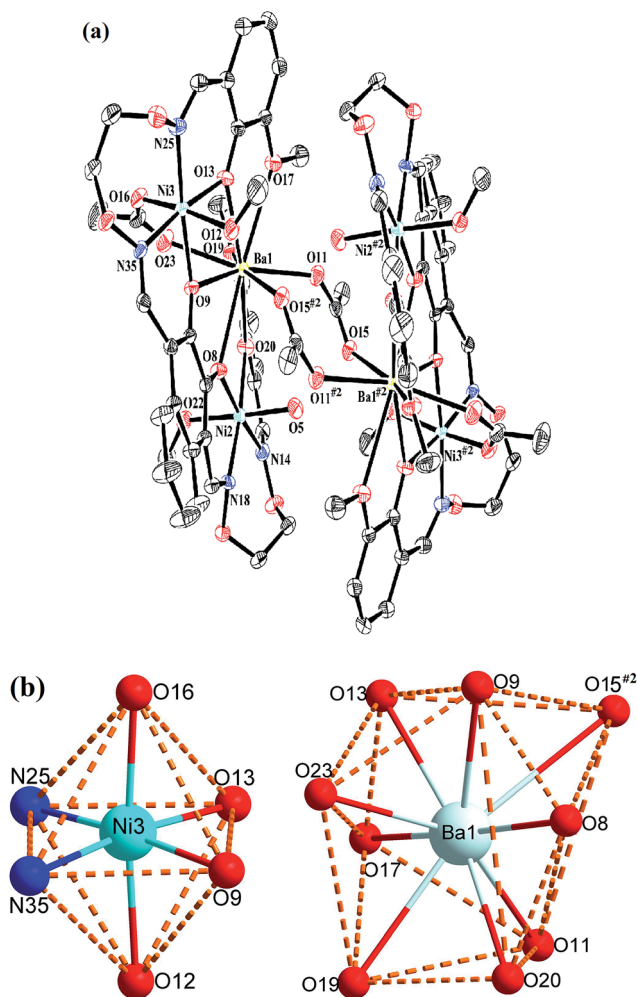 (a)
N25
O13
O17
O16
Ni3
O12
O19
O23
Ba1
N35
O11
O9
O15#2
Ni2#2
O8
O20
O15
O22
O11#2
Ba1#2
Ni2
O5
Ni3#2
N14
N18
(b)
O16
N25
O13
Ni3
N35
O9
O12
O13
O9
O15#2
O23
Ba1
O8
O17
O11
O19
O20